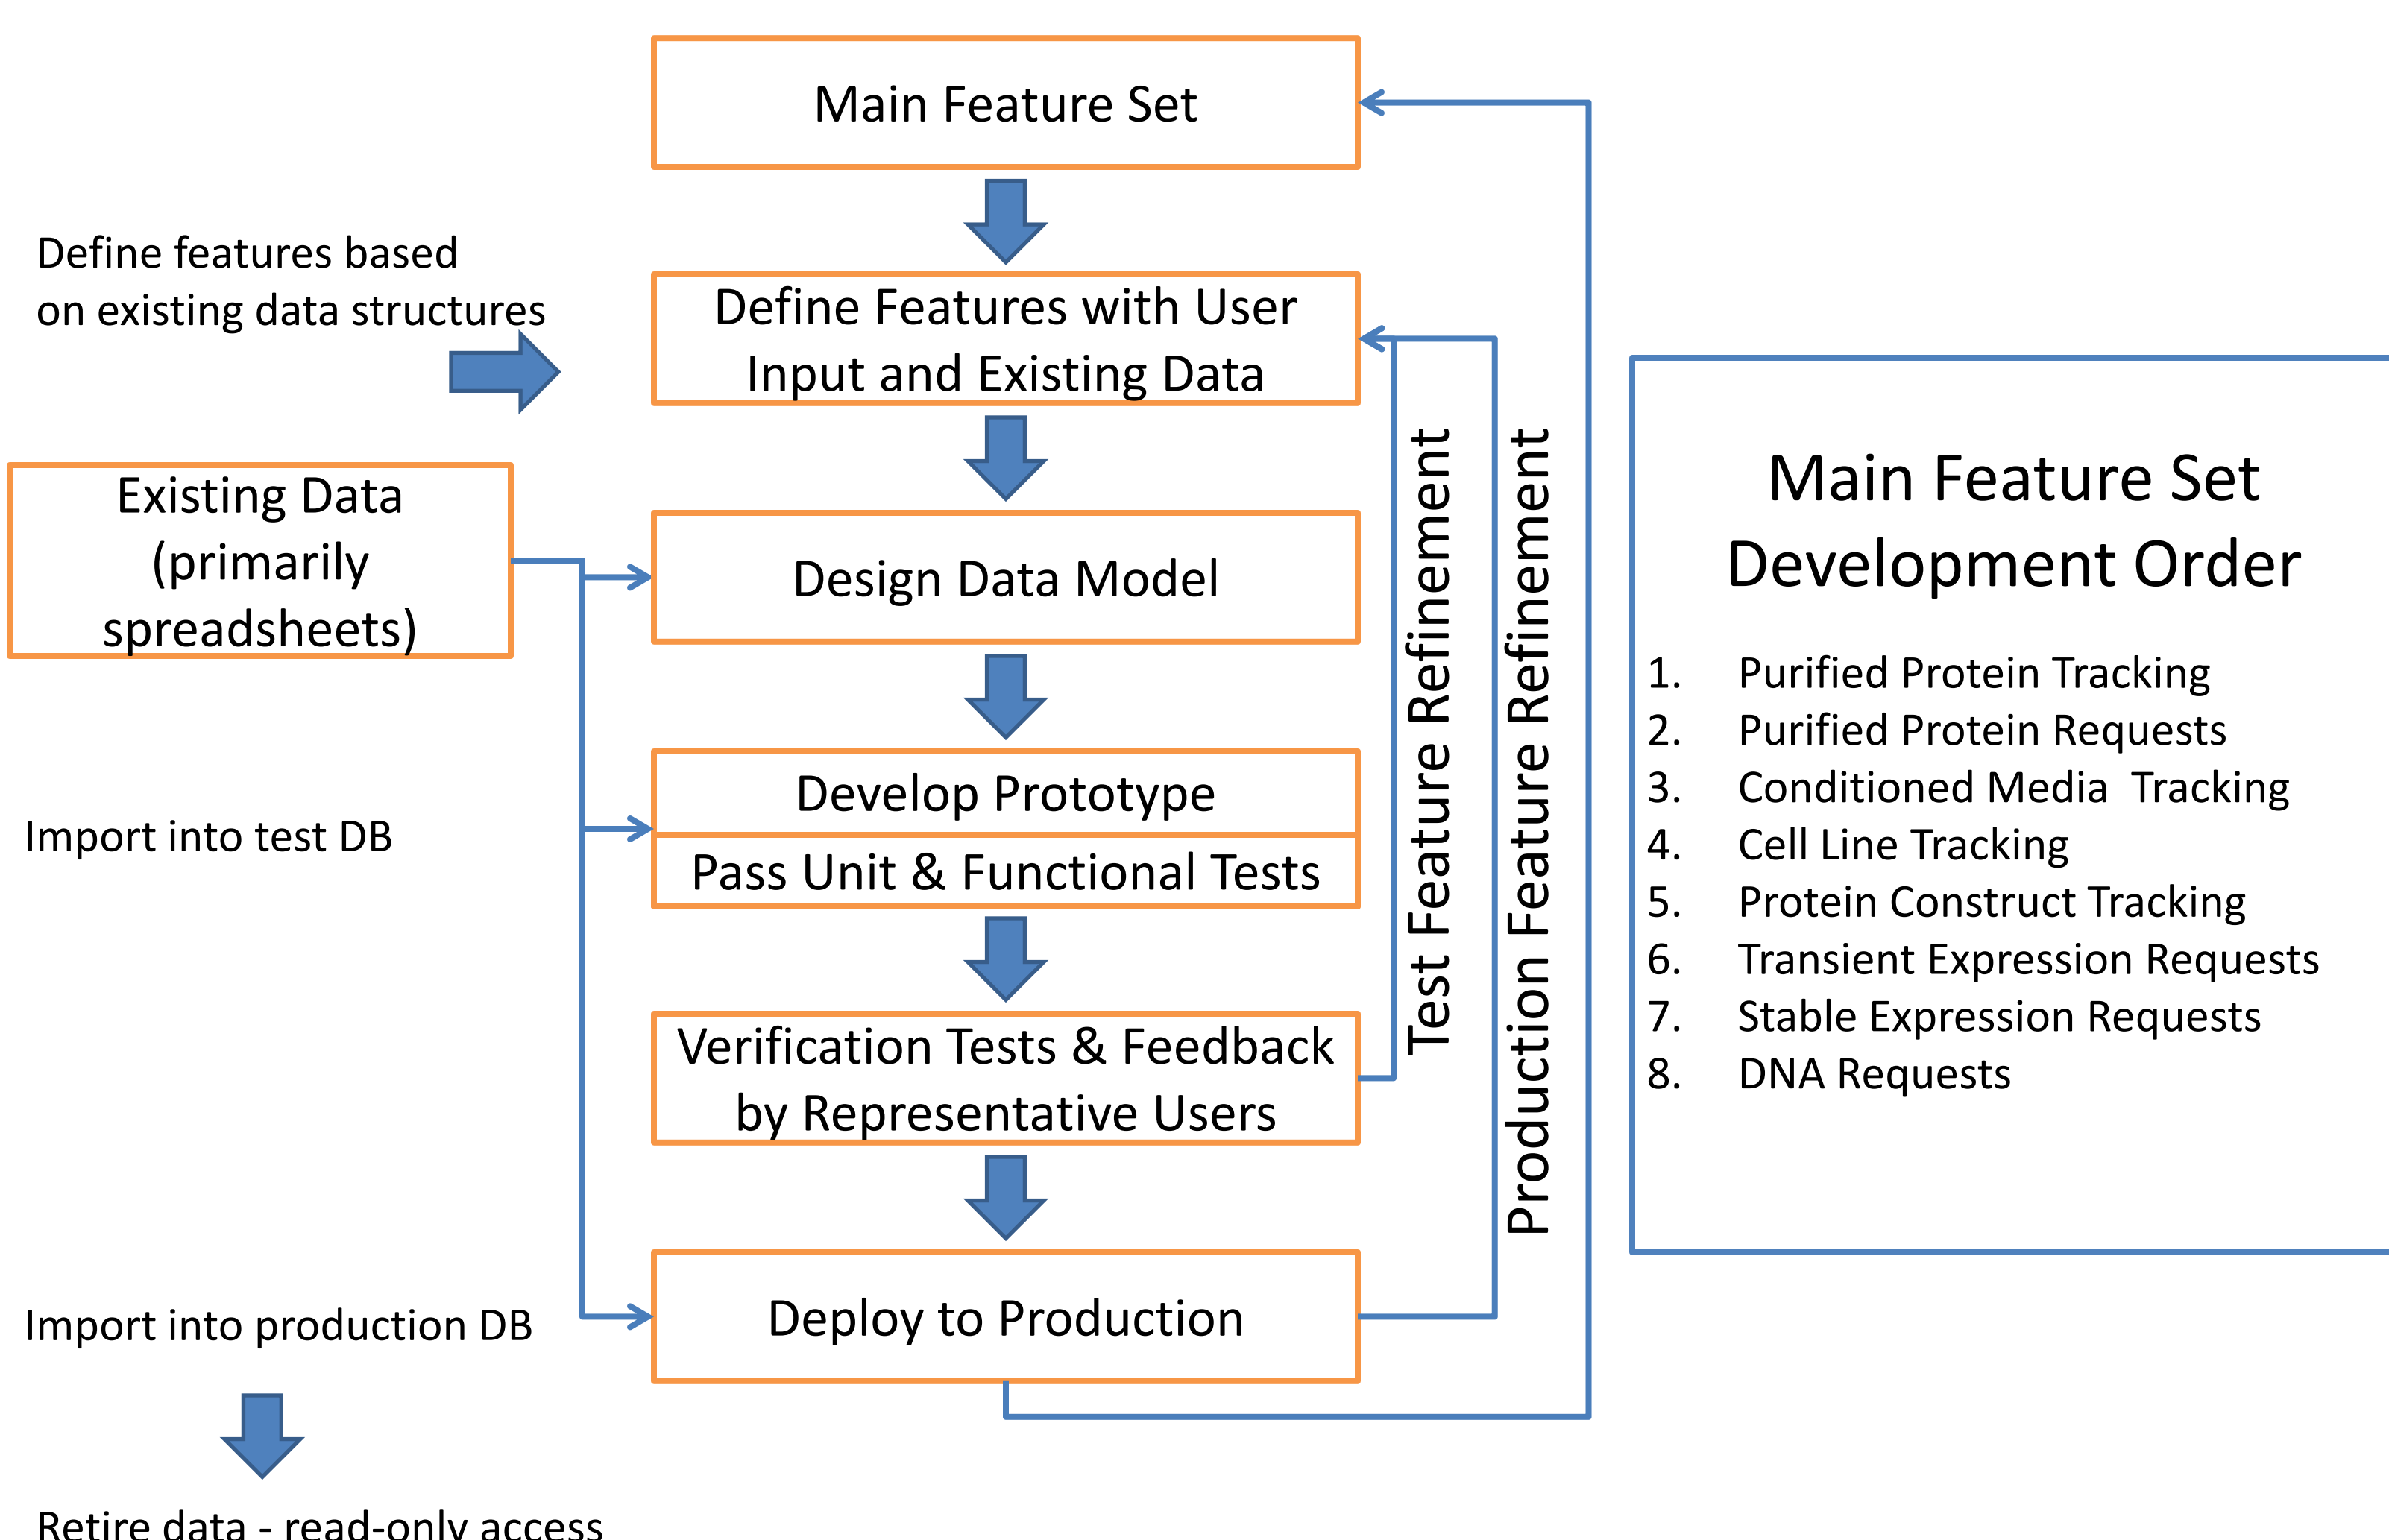 Main Feature Set
Define features based
on existing data structures
Define Features with User
Input and Existing Data
Existing Data
(primarily
spreadsheets)
Design Data Model
Import into test DB
Develop Prototype
Pass Unit & Functional Tests
Verification Tests & Feedback
by Representative Users
Import into production DB
Deploy to Production
Retire data - read-only access
Test Feature Refinement
Production Feature Refinement
Main Feature Set
Development Order
1. Purified Protein Tracking
2. Purified Protein Requests
3. Conditioned Media  Tracking
4. Cell Line Tracking
5. Protein Construct Tracking
6. Transient Expression Requests
7. Stable Expression Requests
8. DNA Requests